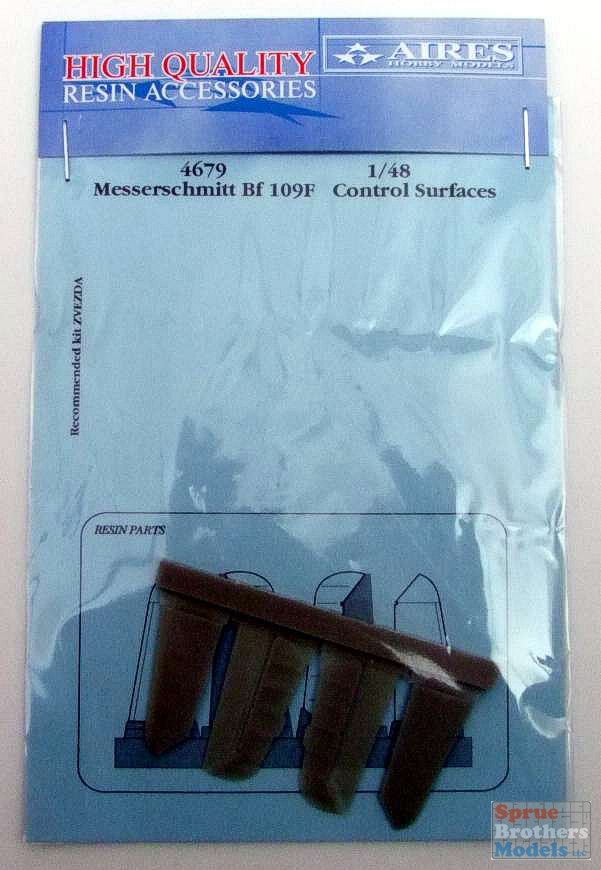 HIGH QUALITY
RESIN ACCESSORIES
AIRES
HOBBY MODELS
4679 1/48
Messerschmitt Bf 109F Control Surfaces
Recommended kit ZVEZDA
RESIN PARTS
Sprue
Brothers
Models LLC